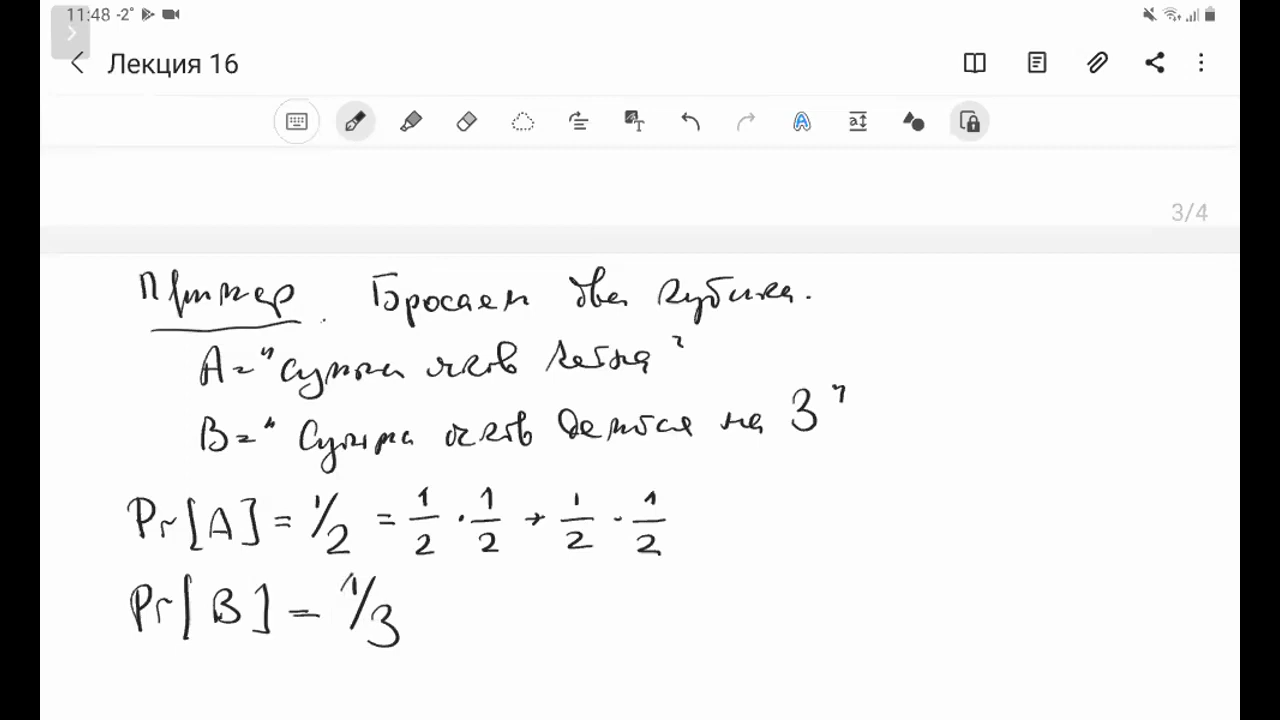 11:48 -2°
Лекция 16
3/4
Пример. Бросаем два кубика.
A = "сумма очков четна"
B = "Сумма очков делится на 3"
Pr[A] = 1/2 = 1/2 · 1/2 + 1/2 · 1/2
Pr[B] = 1/3